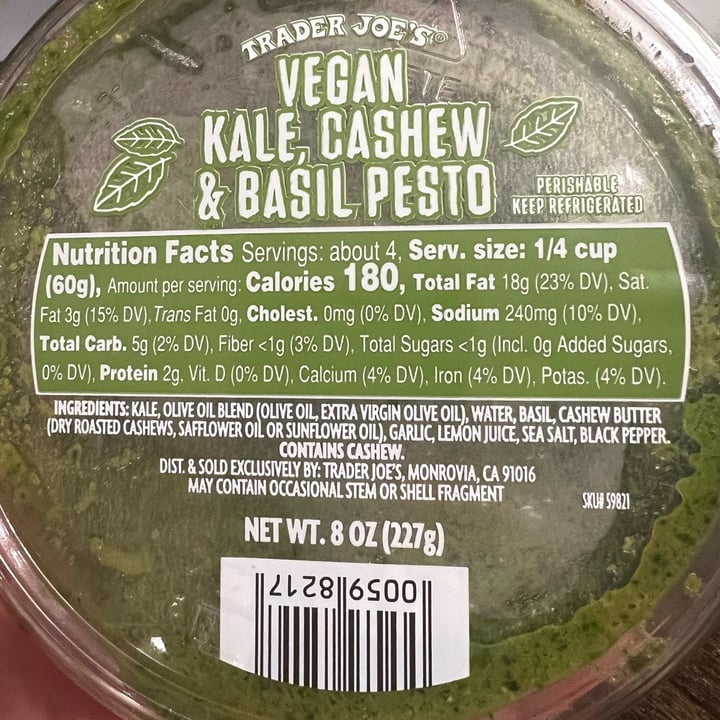 TRADER JOE'S®
VEGAN
KALE, CASHEW
& BASIL PESTO
PERISHABLE
KEEP REFRIGERATED
Nutrition Facts Servings: about 4, Serv. size: 1/4 cup
(60g), Amount per serving: Calories 180, Total Fat 18g (23% DV), Sat.
Fat 3g (15% DV), Trans Fat 0g, Cholest. 0mg (0% DV), Sodium 240mg (10% DV),
Total Carb. 5g (2% DV), Fiber <1g (3% DV), Total Sugars <1g (Incl. 0g Added Sugars,
0% DV), Protein 2g, Vit. D (0% DV), Calcium (4% DV), Iron (4% DV), Potas. (4% DV).
INGREDIENTS: KALE, OLIVE OIL BLEND (OLIVE OIL, EXTRA VIRGIN OLIVE OIL), WATER, BASIL, CASHEW BUTTER
(DRY ROASTED CASHEWS, SAFFLOWER OIL OR SUNFLOWER OIL), GARLIC, LEMON JUICE, SEA SALT, BLACK PEPPER.
CONTAINS CASHEW.
DIST. & SOLD EXCLUSIVELY BY: TRADER JOE'S, MONROVIA, CA 91016
MAY CONTAIN OCCASIONAL STEM OR SHELL FRAGMENT
SKU# 59821
NET WT. 8 OZ (227g)
0059 8217